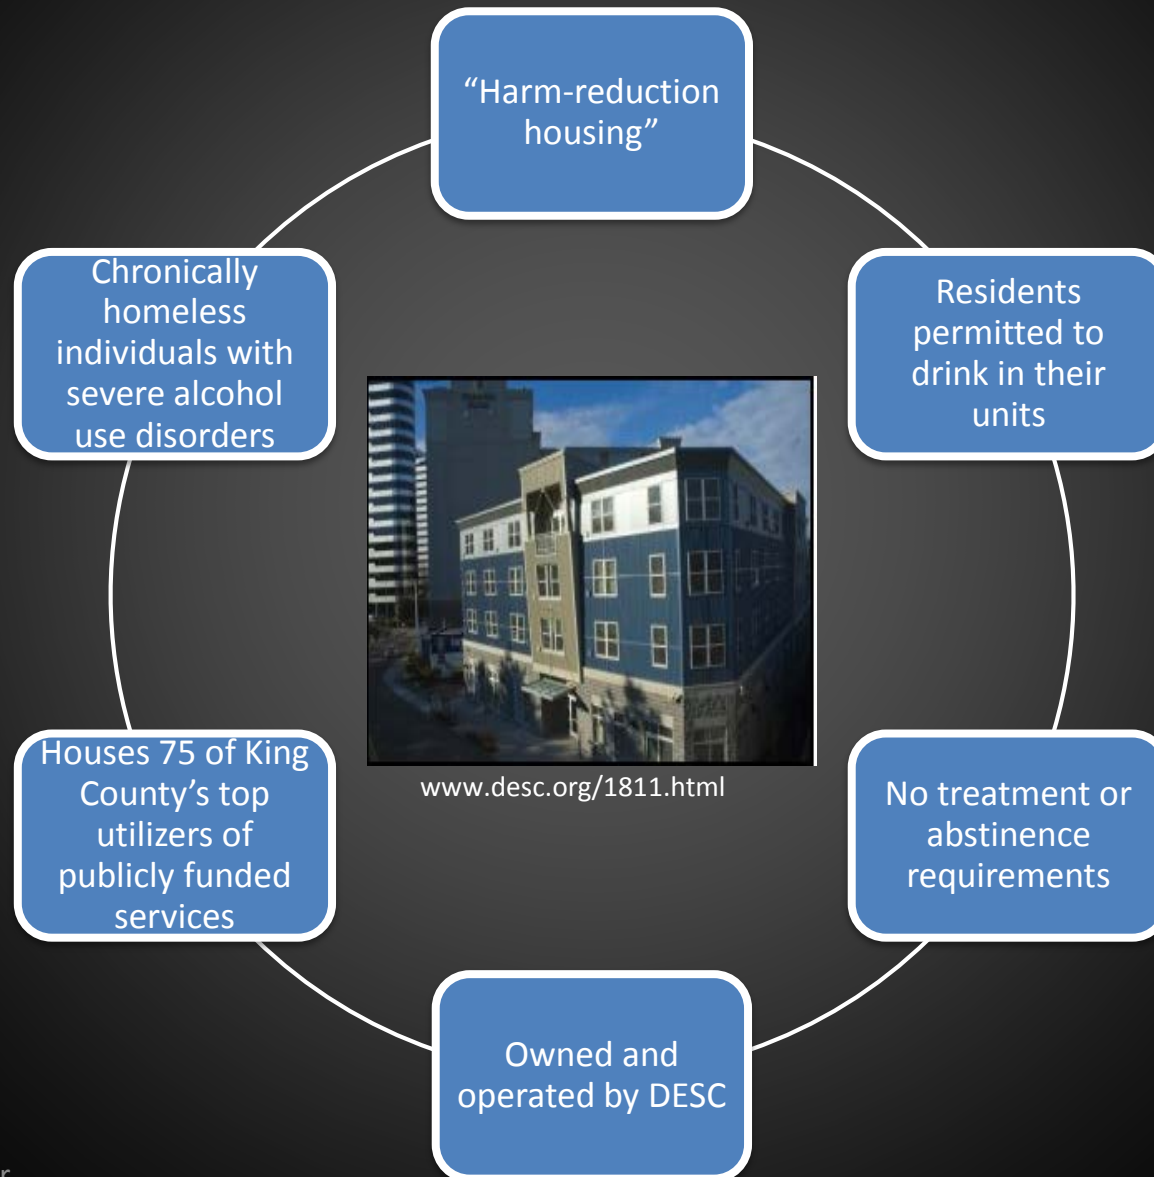 “Harm-reduction
housing”
Residents
permitted to
drink in their
units
No treatment or
abstinence
requirements
Owned and
operated by DESC
Houses 75 of King
County’s top
utilizers of
publicly funded
services
Chronically
homeless
individuals with
severe alcohol
use disorders
www.desc.org/1811.html